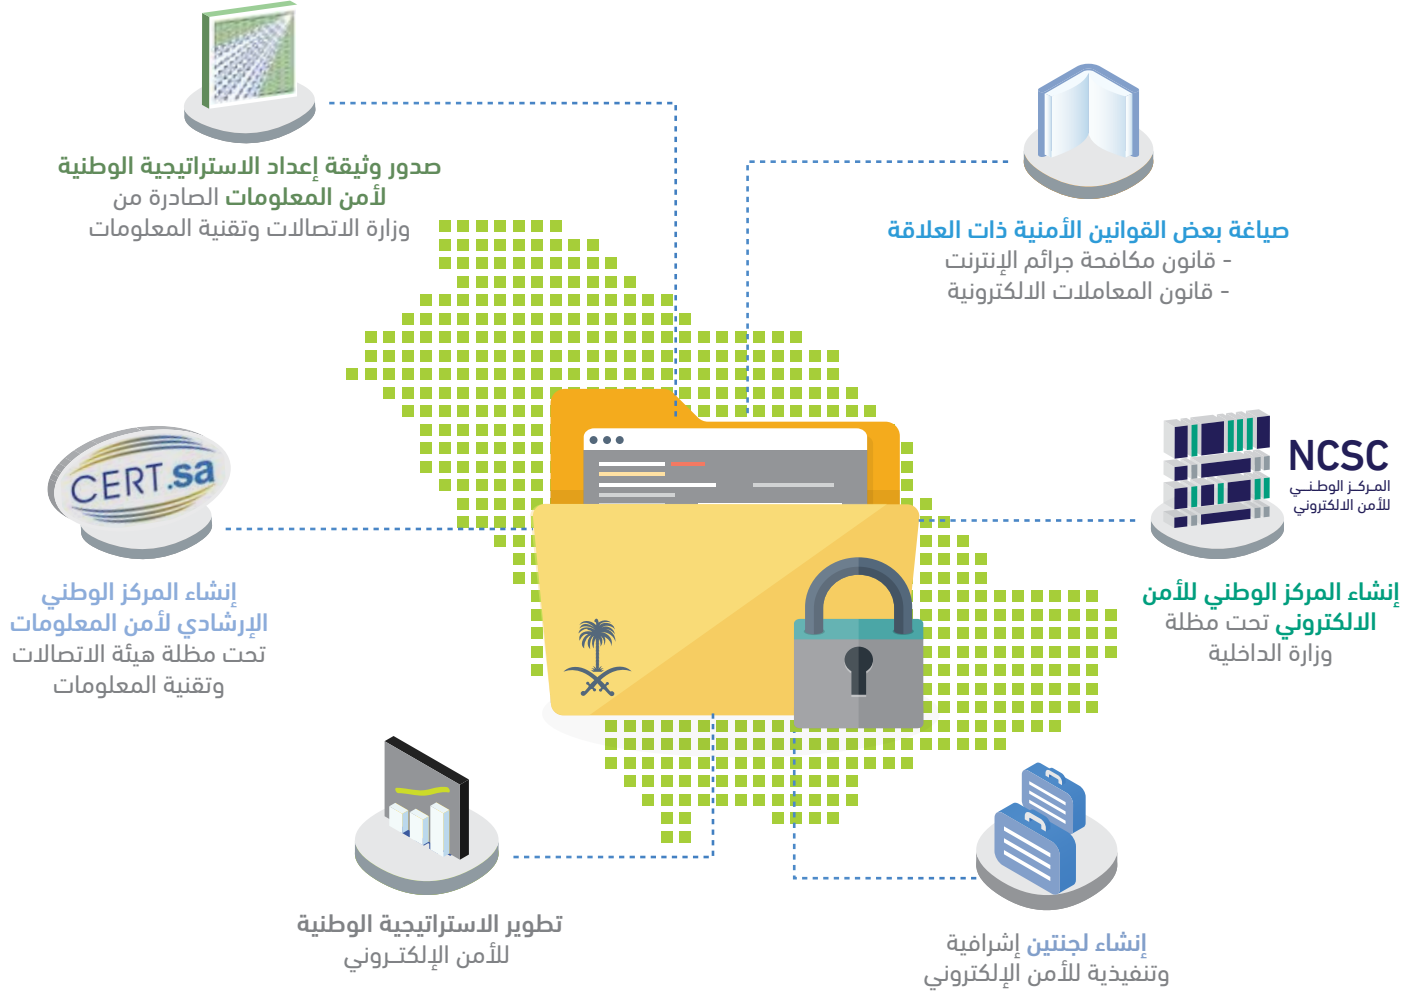 صدور وثيقة إعداد الاستراتيجية الوطنية
لأمن المعلومات الصادرة من
وزارة الاتصالات وتقنية المعلومات
صياغة بعض القوانين الأمنية ذات العلاقة
- قانون مكافحة جرائم الإنترنت
- قانون المعاملات الالكترونية
NCSC
المركز الوطني
للأمن الالكتروني
إنشاء المركز الوطني للأمن
الالكتروني تحت مظلة
وزارة الداخلية
CERT.sa
إنشاء المركز الوطني
الإرشادي لأمن المعلومات
تحت مظلة هيئة الاتصالات
وتقنية المعلومات
تطوير الاستراتيجية الوطنية
للأمن الإلكتـروني
إنشاء لجنتين إشرافية
وتنفيذية للأمن الإلكتروني